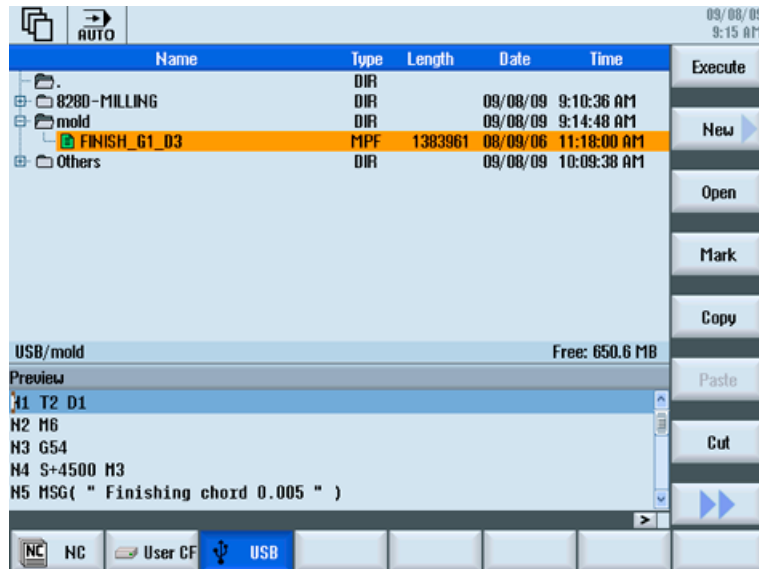 AUTO
09/08/09
9:15 AM
Name Type Length Date Time
. DIR
828D-MILLING DIR 09/08/09 9:10:36 AM
mold DIR 09/08/09 9:14:48 AM
FINISH_G1_D3 MPF 1383961 08/09/06 11:18:00 AM
Others DIR 09/08/09 10:09:38 AM
USB/mold Free: 650.6 MB
Preview
N1 T2 D1
N2 M6
N3 G54
N4 S+4500 M3
N5 MSG( " Finishing chord 0.005 " )
Execute
New
Open
Mark
Copy
Paste
Cut
NC NC User CF USB